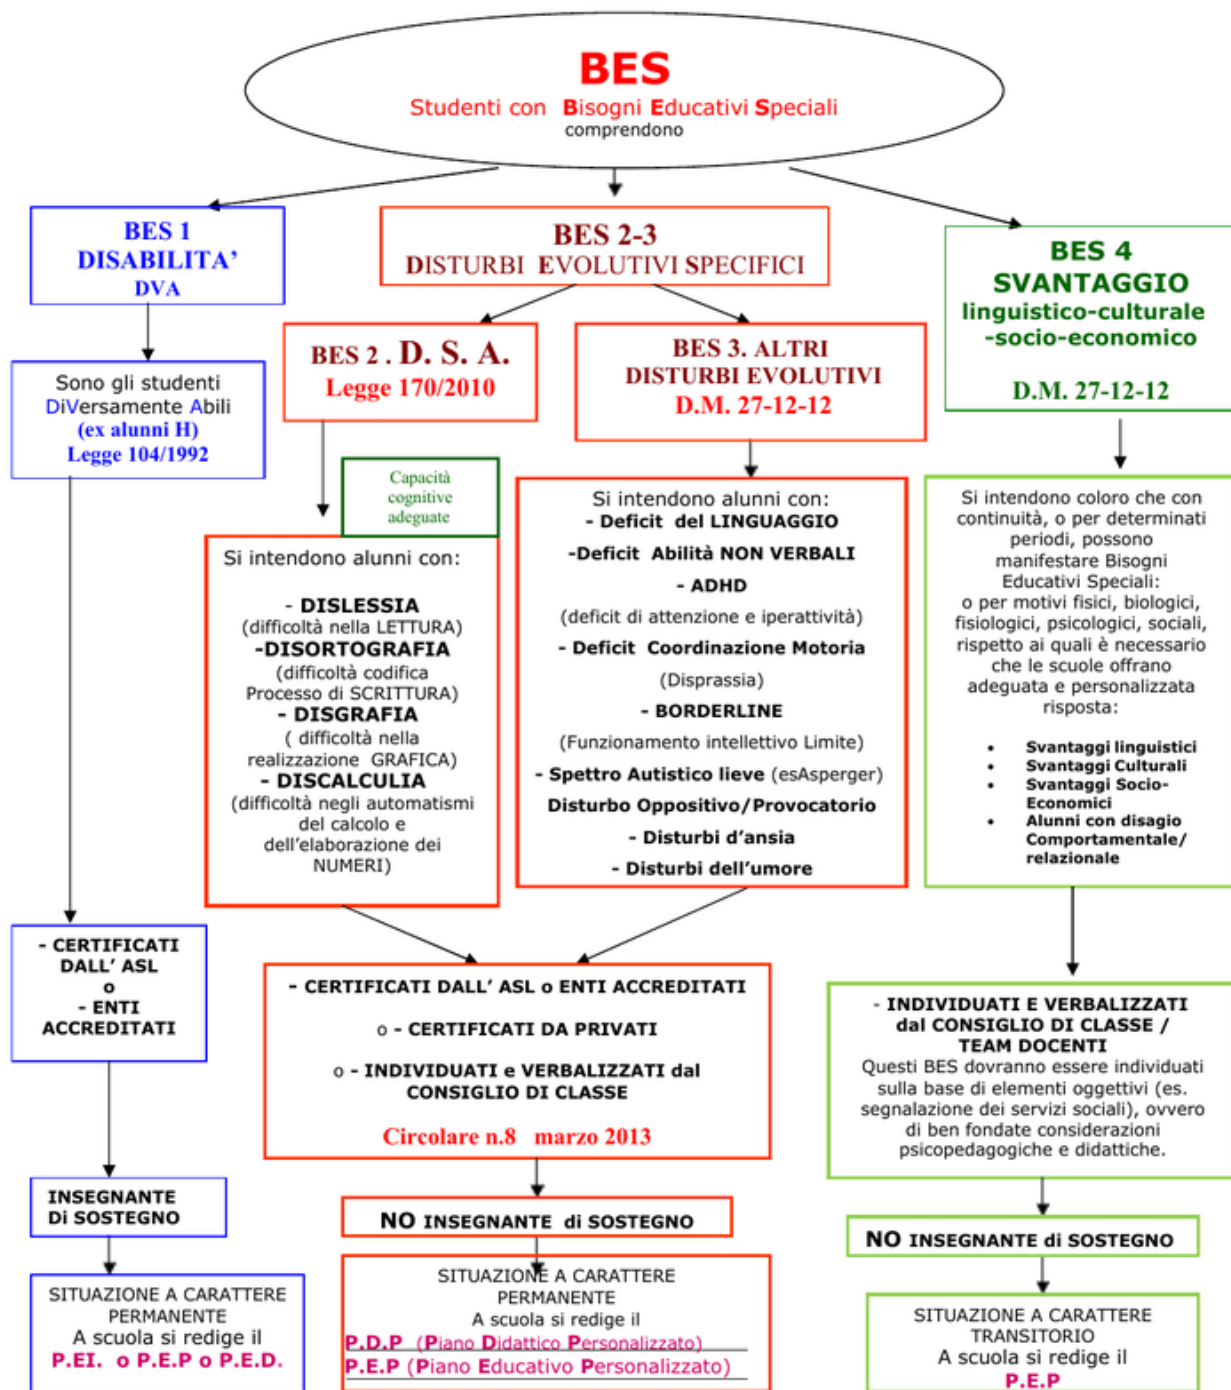 BES
Studenti con Bisogni Educativi Speciali
comprendono
BES 1
DISABILITA'
DVA
BES 2-3
DISTURBI EVOLUTIVI SPECIFICI
BES 4
SVANTAGGIO
linguistico-culturale
-socio-economico
D.M. 27-12-12
BES 2 . D. S. A.
Legge 170/2010
BES 3. ALTRI
DISTURBI EVOLUTIVI
D.M. 27-12-12
Sono gli studenti
DiVersamente Abili
(ex alunni H)
Legge 104/1992
Capacità
cognitive
adeguate
Si intendono alunni con:
- DISLESSIA
(difficoltà nella LETTURA)
-DISORTOGRAFIA
(difficoltà codifica
Processo di SCRITTURA)
- DISGRAFIA
( difficoltà nella
realizzazione GRAFICA)
- DISCALCULIA
(difficoltà negli automatismi
del calcolo e
dell'elaborazione dei
NUMERI)
Si intendono alunni con:
- Deficit del LINGUAGGIO
-Deficit Abilità NON VERBALI
- ADHD
(deficit di attenzione e iperattività)
- Deficit Coordinazione Motoria
(Disprassia)
- BORDERLINE
(Funzionamento intellettivo Limite)
- Spettro Autistico lieve (esAsperger)
Disturbo Oppositivo/Provocatorio
- Disturbi d'ansia
- Disturbi dell'umore
Si intendono coloro che con
continuità, o per determinati
periodi, possono
manifestare Bisogni
Educativi Speciali:
o per motivi fisici, biologici,
fisiologici, psicologici, sociali,
rispetto ai quali è necessario
che le scuole offrano
adeguata e personalizzata
risposta:
• Svantaggi linguistici
• Svantaggi Culturali
• Svantaggi Socio-
Economici
• Alunni con disagio
Comportamentale/
relazionale
- CERTIFICATI
DALL' ASL
o
- ENTI
ACCREDITATI
- CERTIFICATI DALL' ASL o ENTI ACCREDITATI
o - CERTIFICATI DA PRIVATI
o - INDIVIDUATI e VERBALIZZATI dal
CONSIGLIO DI CLASSE
Circolare n.8 marzo 2013
- INDIVIDUATI E VERBALIZZATI
dal CONSIGLIO DI CLASSE /
TEAM DOCENTI
Questi BES dovranno essere individuati
sulla base di elementi oggettivi (es.
segnalazione dei servizi sociali), ovvero
di ben fondate considerazioni
psicopedagogiche e didattiche.
INSEGNANTE
Di SOSTEGNO
NO INSEGNANTE di SOSTEGNO
NO INSEGNANTE di SOSTEGNO
SITUAZIONE A CARATTERE
PERMANENTE
A scuola si redige il
P.EI. o P.E.P o P.E.D.
SITUAZIONE A CARATTERE
PERMANENTE
A scuola si redige il
P.D.P (Piano Didattico Personalizzato)
P.E.P (Piano Educativo Personalizzato)
SITUAZIONE A CARATTERE
TRANSITORIO
A scuola si redige il
P.E.P